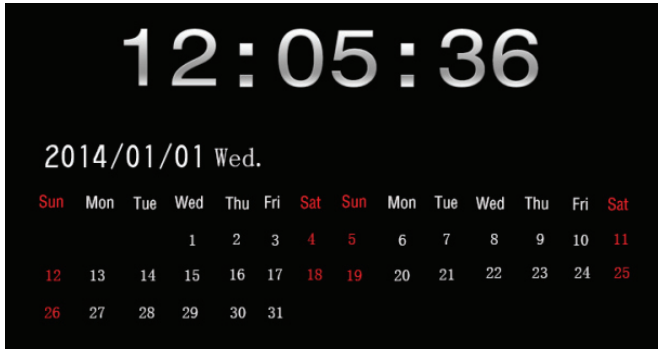 12:05:36
2014/01/01 Wed.
Sun Mon Tue Wed Thu Fri Sat Sun Mon Tue Wed Thu Fri Sat
1 2 3 4 5 6 7 8 9 10 11
12 13 14 15 16 17 18 19 20 21 22 23 24 25
26 27 28 29 30 31